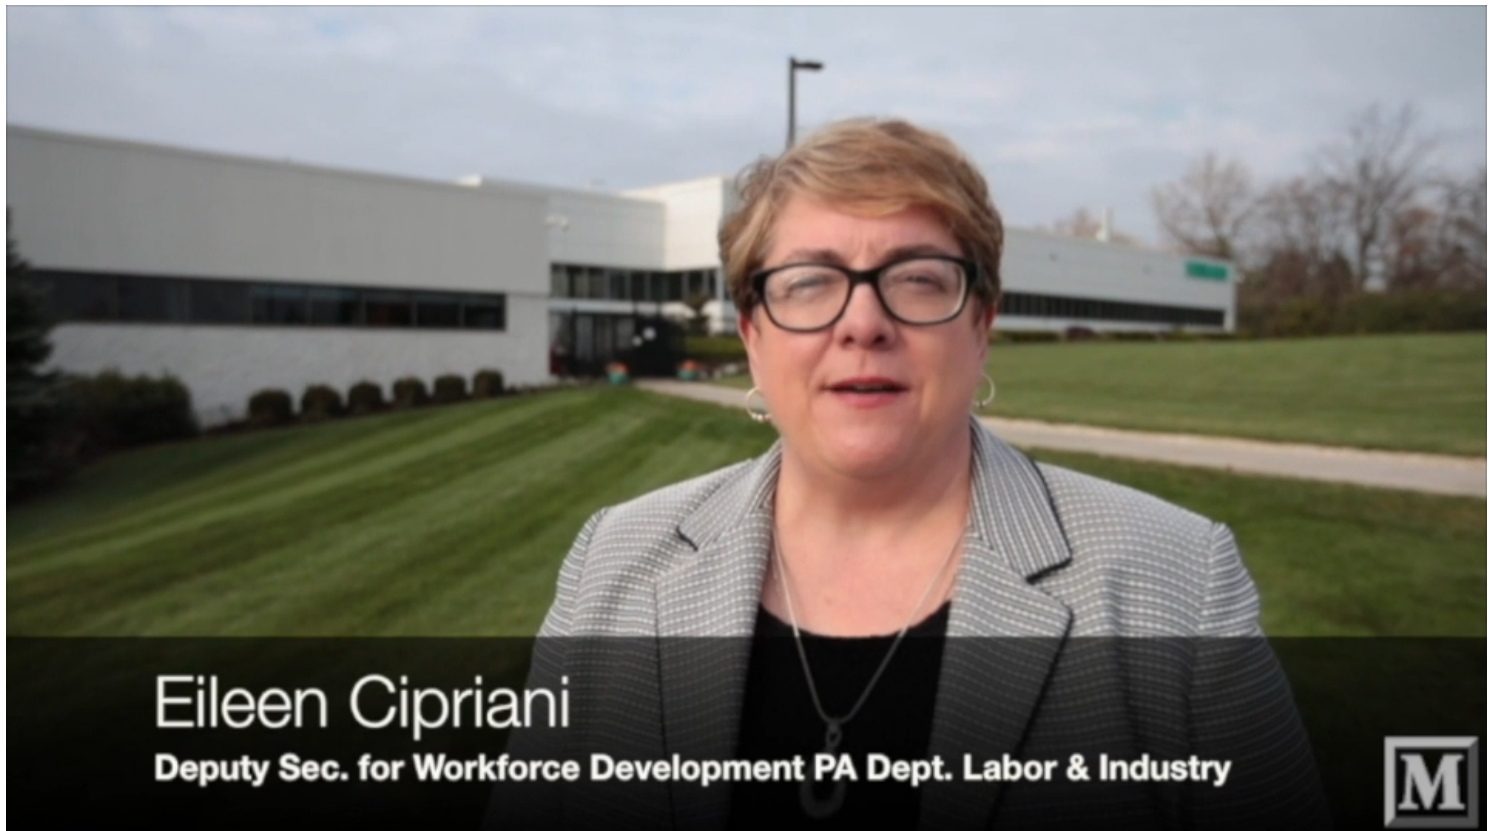 Eileen Cipriani
Deputy Sec. for Workforce Development PA Dept. Labor & Industry
M